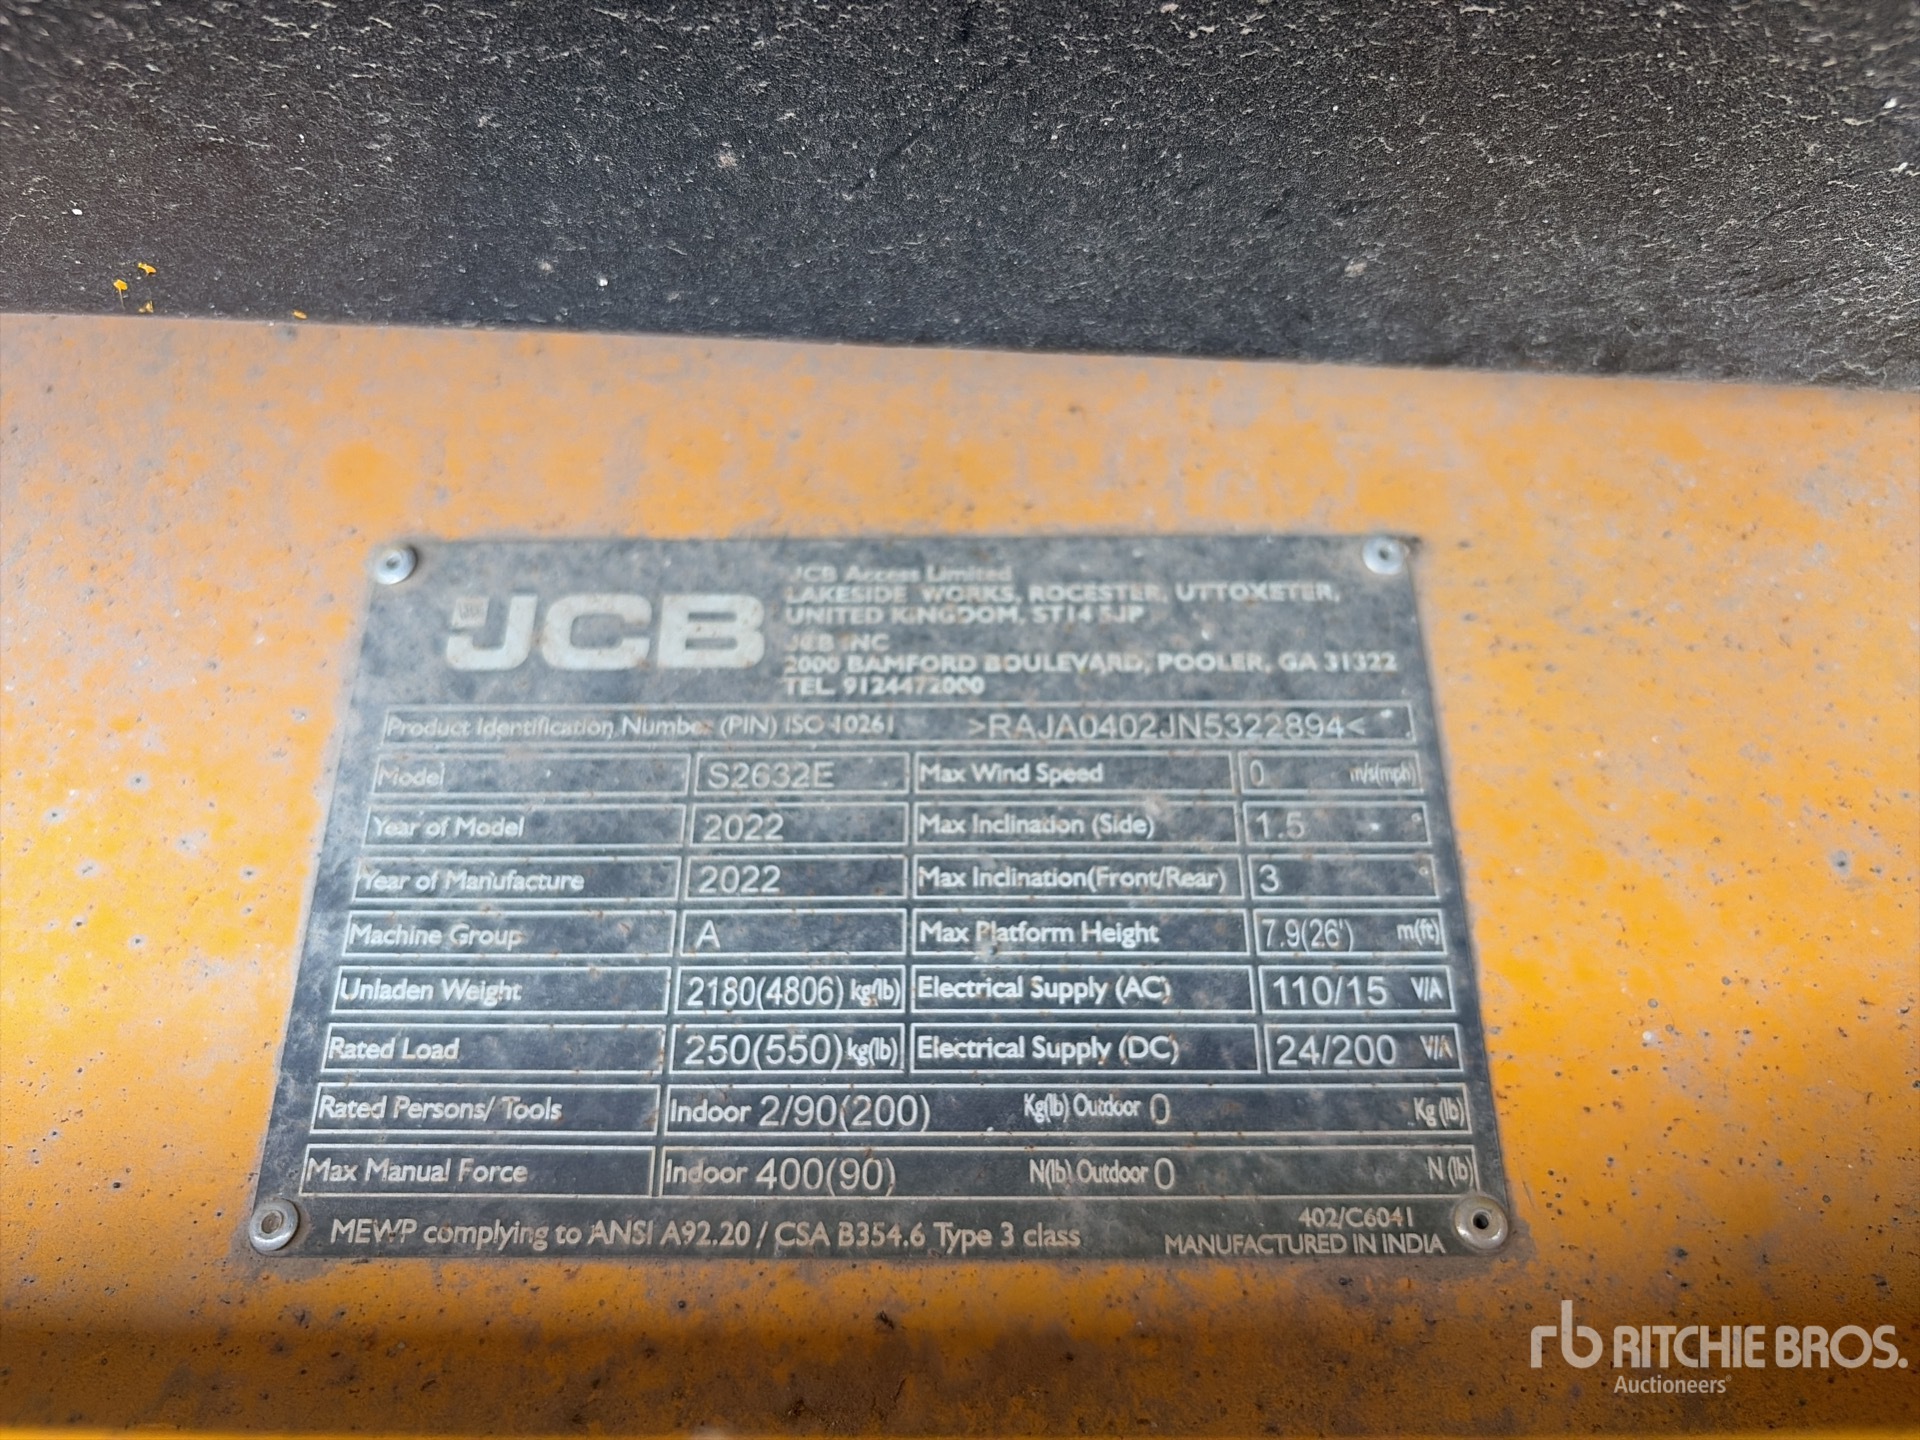 JCB
JCB Access Limited
LAKESIDE WORKS, ROCESTER, UTTOXETER,
UNITED KINGDOM, ST14 5JP
JCB INC
2000 BAMFORD BOULEVARD, POOLER, GA 31322
TEL. 9124472000
Product Identification Number (PIN) ISO 10261 >RAJA0402JN5322894<
Model S2632E Max Wind Speed 0 m/s(mph)
Year of Model 2022 Max Inclination (Side) 1.5 °
Year of Manufacture 2022 Max Inclination(Front/Rear) 3 °
Machine Group A Max Platform Height 7.9(26') m(ft)
Unladen Weight 2180(4806) kg(lb) Electrical Supply (AC) 110/15 V/A
Rated Load 250(550) kg(lb) Electrical Supply (DC) 24/200 V/A
Rated Persons/ Tools Indoor 2/90(200) Kg(lb) Outdoor 0 Kg (lb)
Max Manual Force Indoor 400(90) N(lb) Outdoor 0 N (lb)
MEWP complying to ANSI A92.20 / CSA B354.6 Type 3 class
402/C6041
MANUFACTURED IN INDIA
rb RITCHIE BROS.
Auctioneers